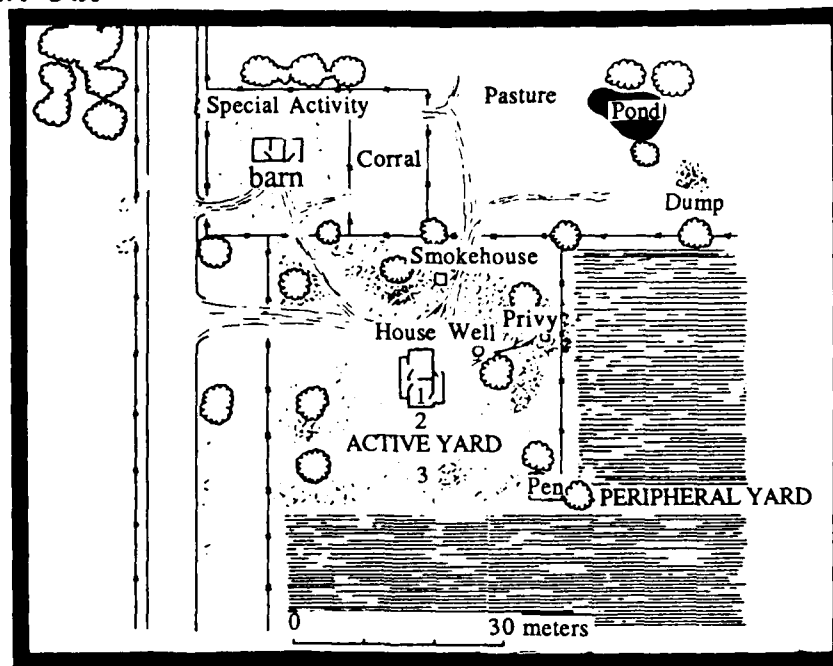 Special Activity
Pasture
Pond
barn
Corral
Dump
Smokehouse
House Well Privy
1
2
ACTIVE YARD
3
Pen
PERIPHERAL YARD
0 30 meters